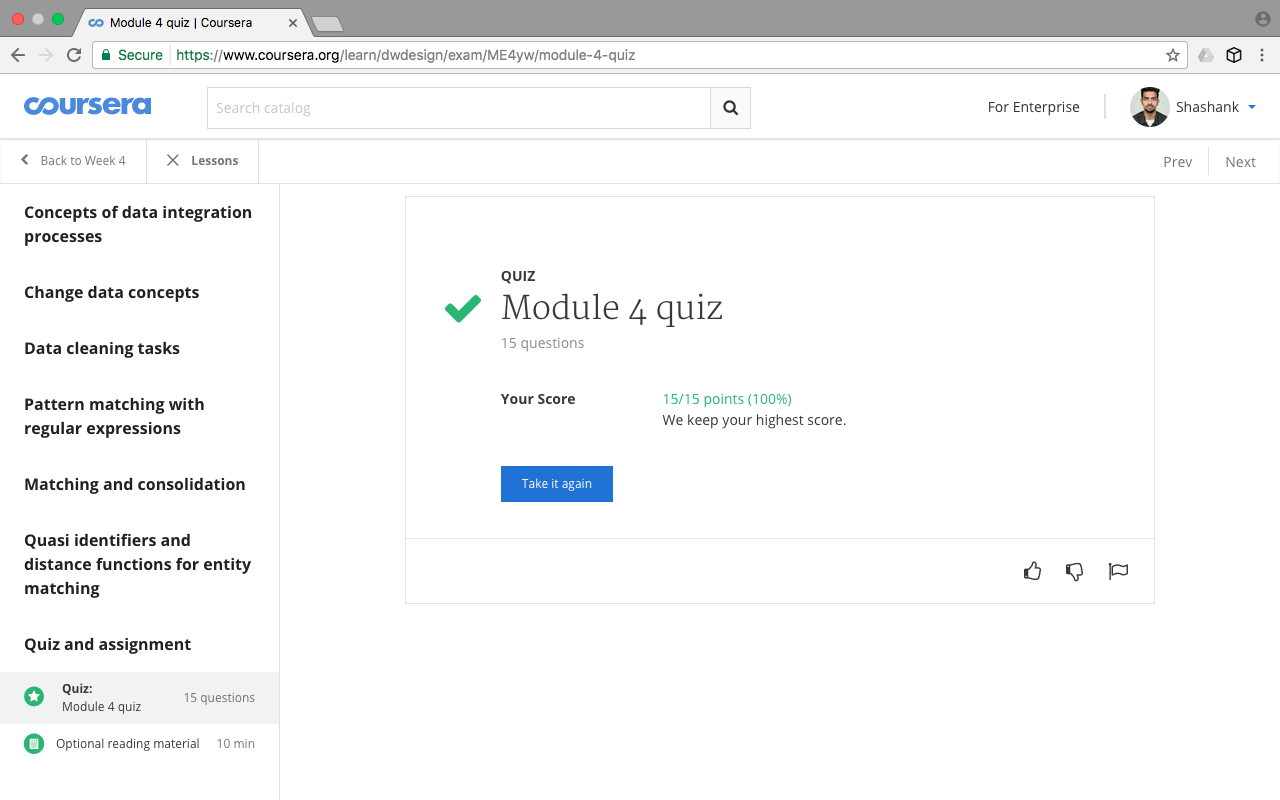 Module 4 quiz | Coursera
Secure https://www.coursera.org/learn/dwdesign/exam/ME4yw/module-4-quiz
coursera
Search catalog
For Enterprise
Shashank
Back to Week 4
Lessons
Prev
Next
Concepts of data integration
processes
Change data concepts
Data cleaning tasks
Pattern matching with
regular expressions
Matching and consolidation
Quasi identifiers and
distance functions for entity
matching
Quiz and assignment
Quiz:
Module 4 quiz
15 questions
Optional reading material 10 min
QUIZ
Module 4 quiz
15 questions
Your Score 15/15 points (100%)
We keep your highest score.
Take it again